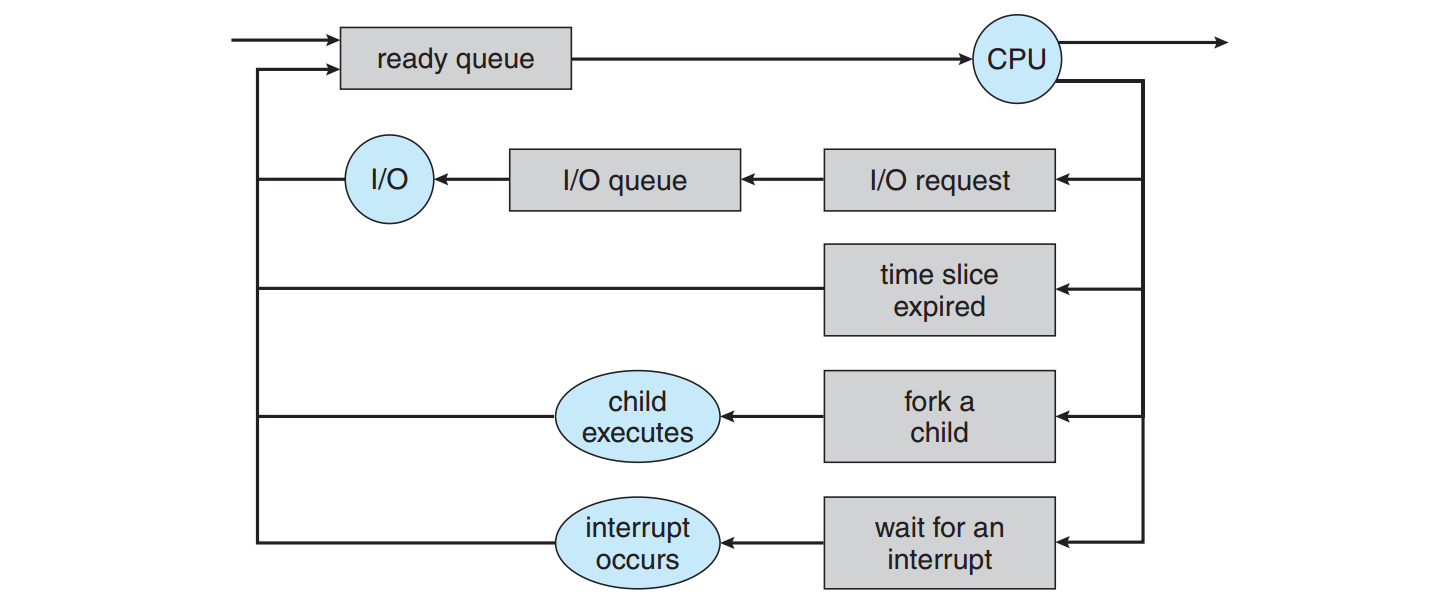 ready queue
CPU
I/O
I/O queue
I/O request
time slice
expired
child
executes
fork a
child
interrupt
occurs
wait for an
interrupt